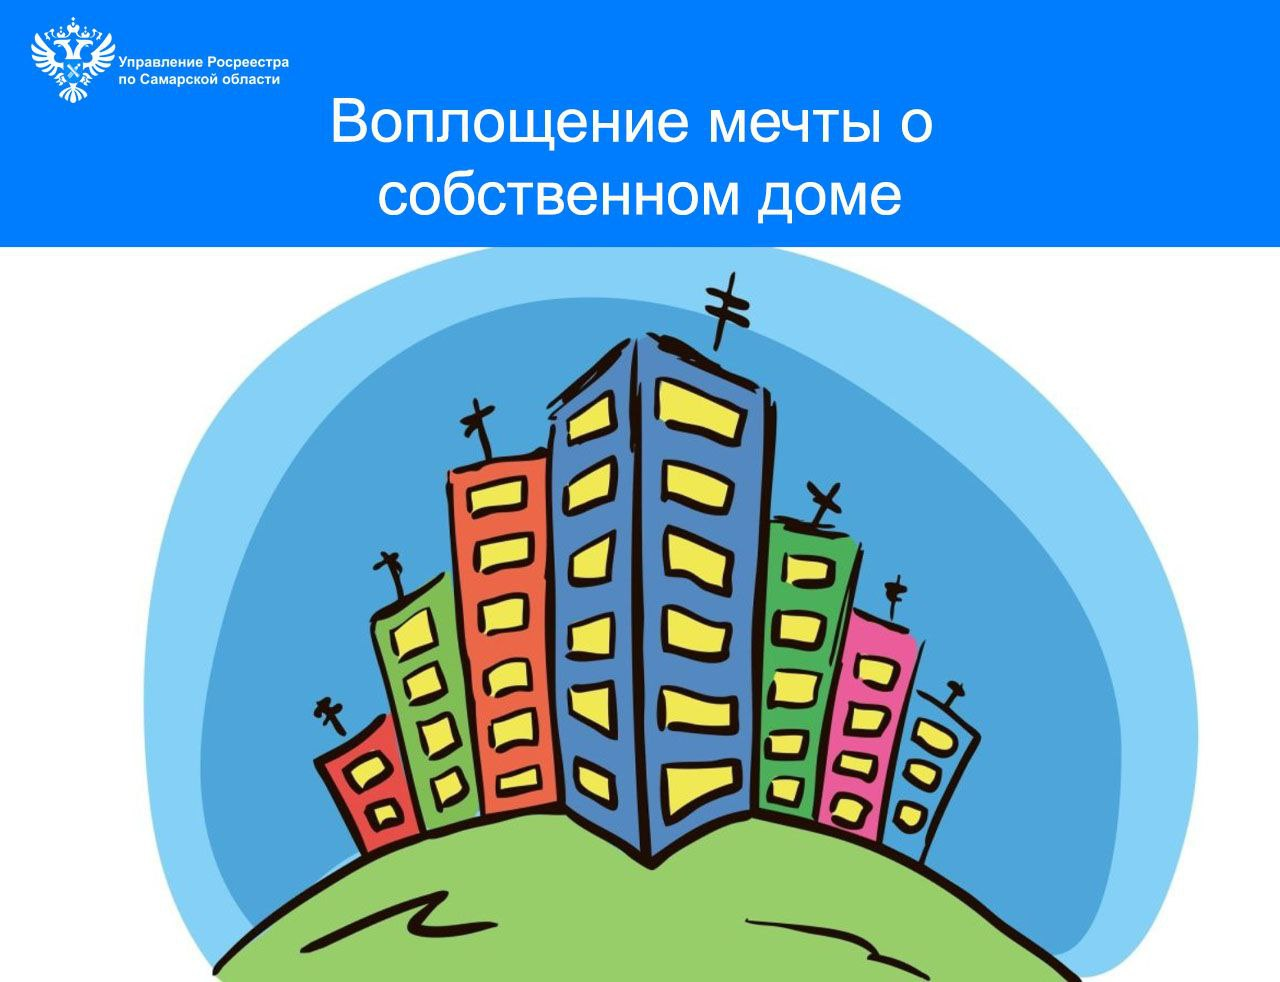 Управление Росреестра
по Самарской области
Воплощение мечты о
собственном доме